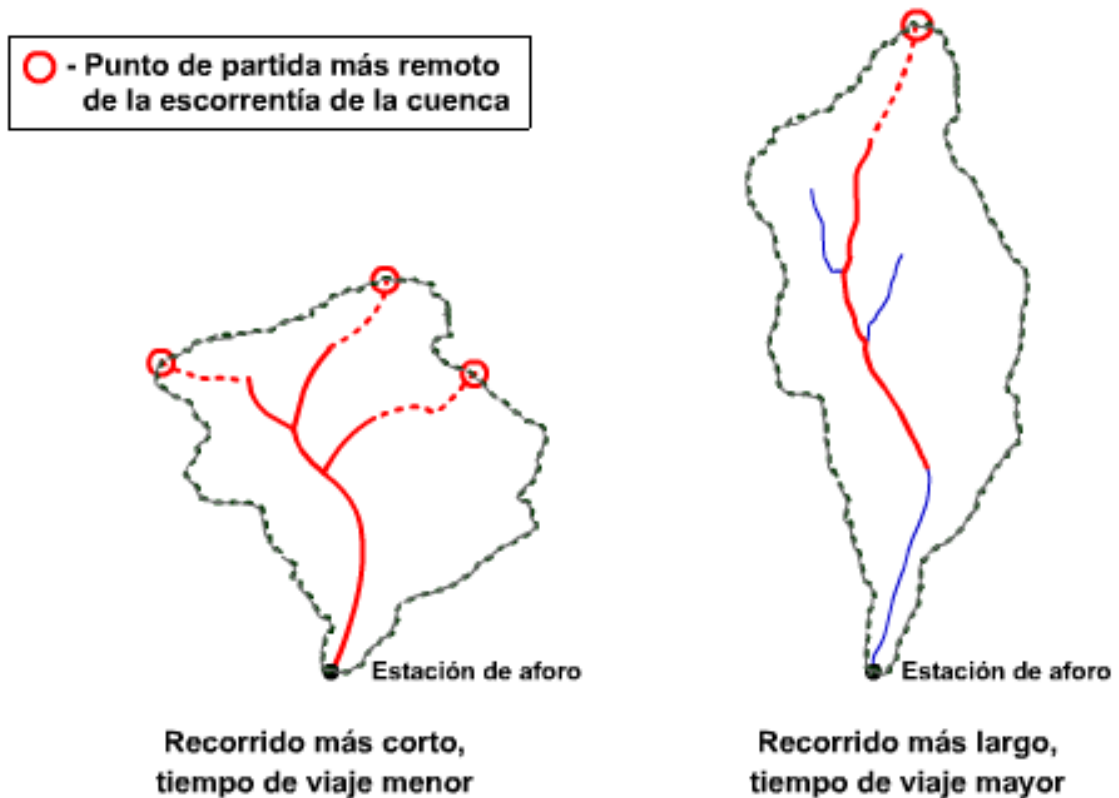 - Punto de partida más remoto
de la escorrentía de la cuenca
Estación de aforo
Estación de aforo
Recorrido más corto,
tiempo de viaje menor
Recorrido más largo,
tiempo de viaje mayor